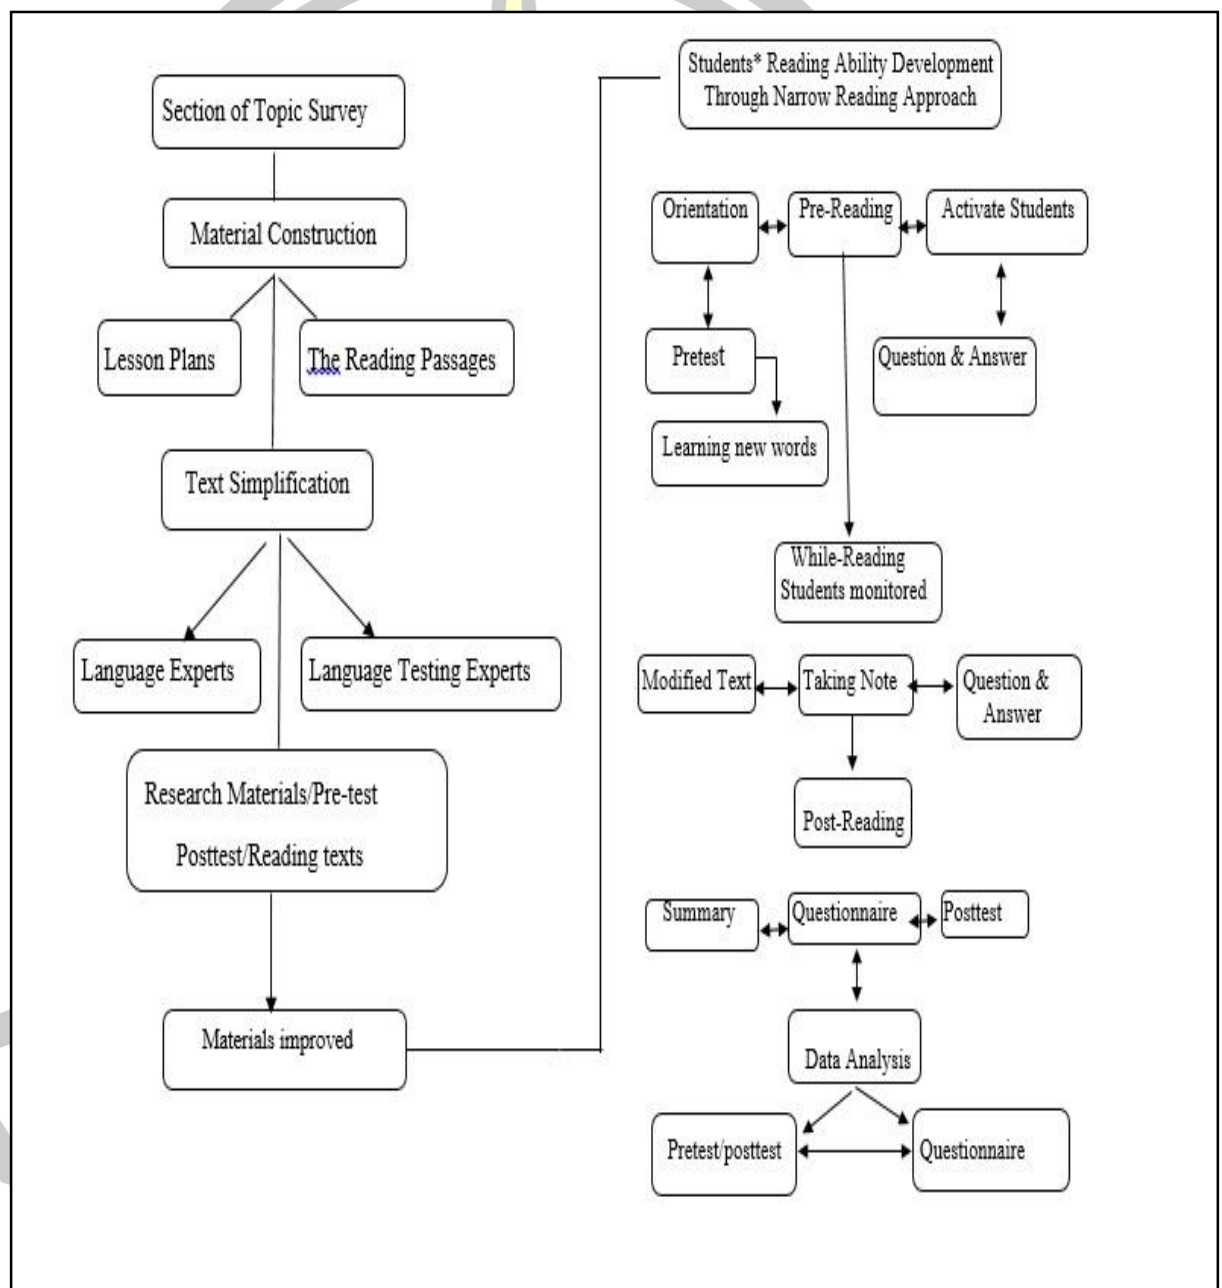 Section of Topic Survey
Material Construction
Lesson Plans
The Reading Passages
Text Simplification
Language Experts
Language Testing Experts
Research Materials/Pre-test
Posttest/Reading texts
Materials improved
Students* Reading Ability Development
Through Narrow Reading Approach
Orientation
Pre-Reading
Activate Students
Pretest
Question & Answer
Learning new words
While-Reading
Students monitored
Modified Text
Taking Note
Question &
Answer
Post-Reading
Summary
Questionnaire
Posttest
Data Analysis
Pretest/posttest
Questionnaire